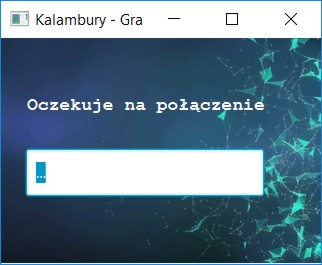 Kalambury - Gra
Oczekuje na połączenie
...